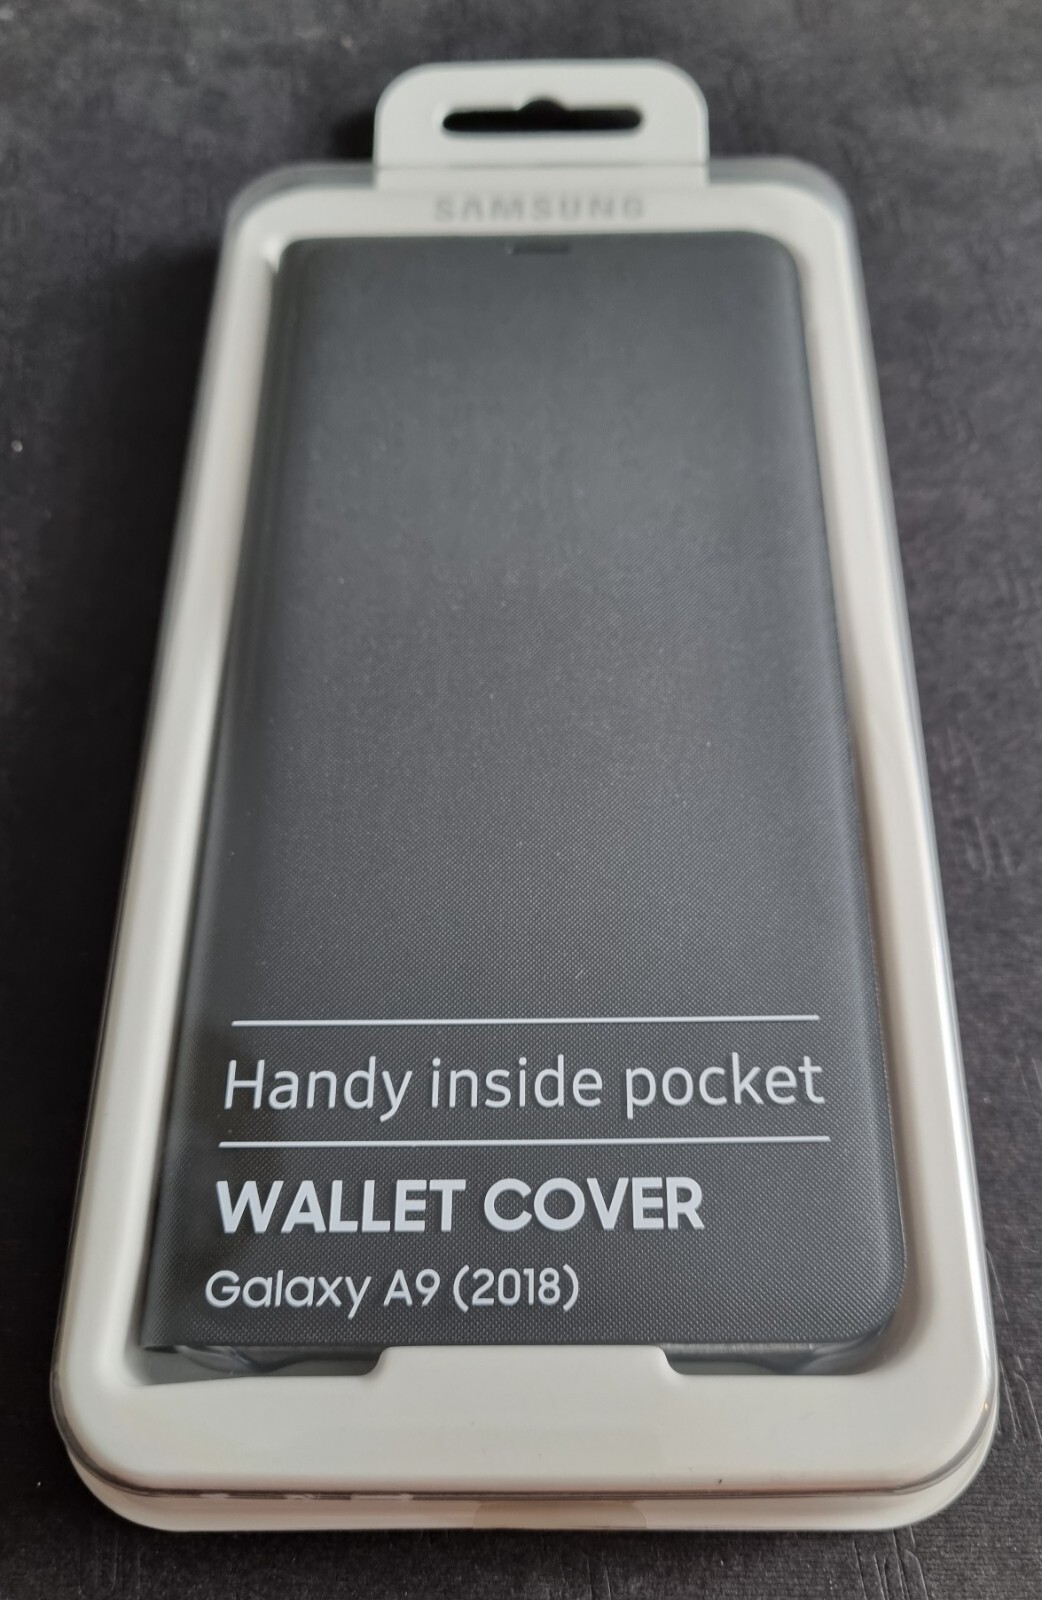 SAMSUNG
Handy inside pocket
WALLET COVER
Galaxy A9 (2018)